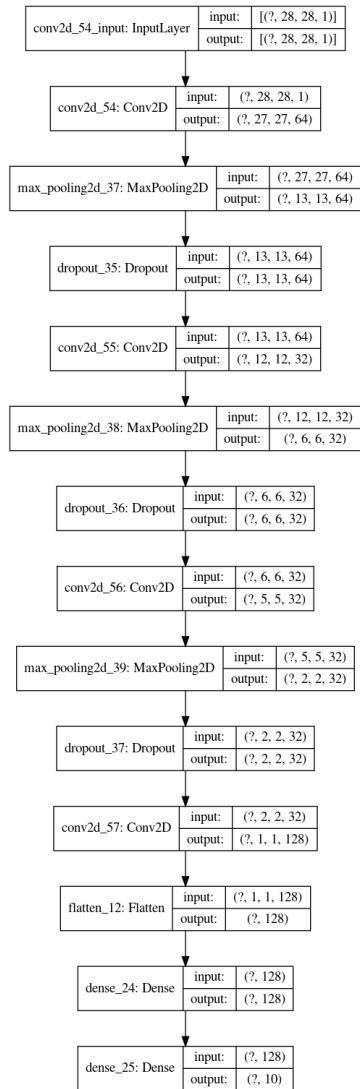 conv2d_54_input: InputLayer
input: [(?, 28, 28, 1)]
output: [(?, 28, 28, 1)]
conv2d_54: Conv2D
input: (?, 28, 28, 1)
output: (?, 27, 27, 64)
max_pooling2d_37: MaxPooling2D
input: (?, 27, 27, 64)
output: (?, 13, 13, 64)
dropout_35: Dropout
input: (?, 13, 13, 64)
output: (?, 13, 13, 64)
conv2d_55: Conv2D
input: (?, 13, 13, 64)
output: (?, 12, 12, 32)
max_pooling2d_38: MaxPooling2D
input: (?, 12, 12, 32)
output: (?, 6, 6, 32)
dropout_36: Dropout
input: (?, 6, 6, 32)
output: (?, 6, 6, 32)
conv2d_56: Conv2D
input: (?, 6, 6, 32)
output: (?, 5, 5, 32)
max_pooling2d_39: MaxPooling2D
input: (?, 5, 5, 32)
output: (?, 2, 2, 32)
dropout_37: Dropout
input: (?, 2, 2, 32)
output: (?, 2, 2, 32)
conv2d_57: Conv2D
input: (?, 2, 2, 32)
output: (?, 1, 1, 128)
flatten_12: Flatten
input: (?, 1, 1, 128)
output: (?, 128)
dense_24: Dense
input: (?, 128)
output: (?, 128)
dense_25: Dense
input: (?, 128)
output: (?, 10)